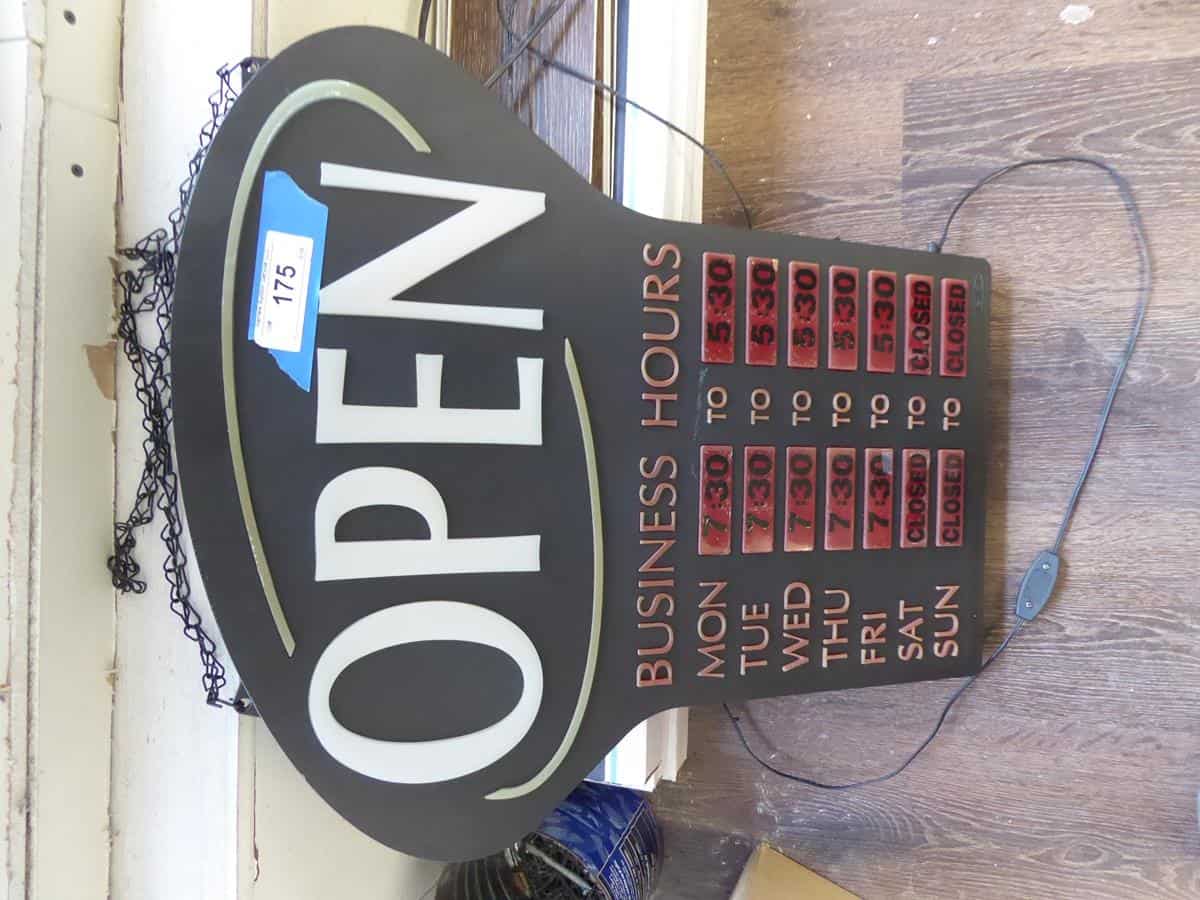 175
OPEN
BUSINESS HOURS
MON 7:30 TO 5:30
TUE 7:30 TO 5:30
WED 7:30 TO 5:30
THU 7:30 TO 5:30
FRI 7:30 TO 5:30
SAT CLOSED TO CLOSED
SUN CLOSED TO CLOSED